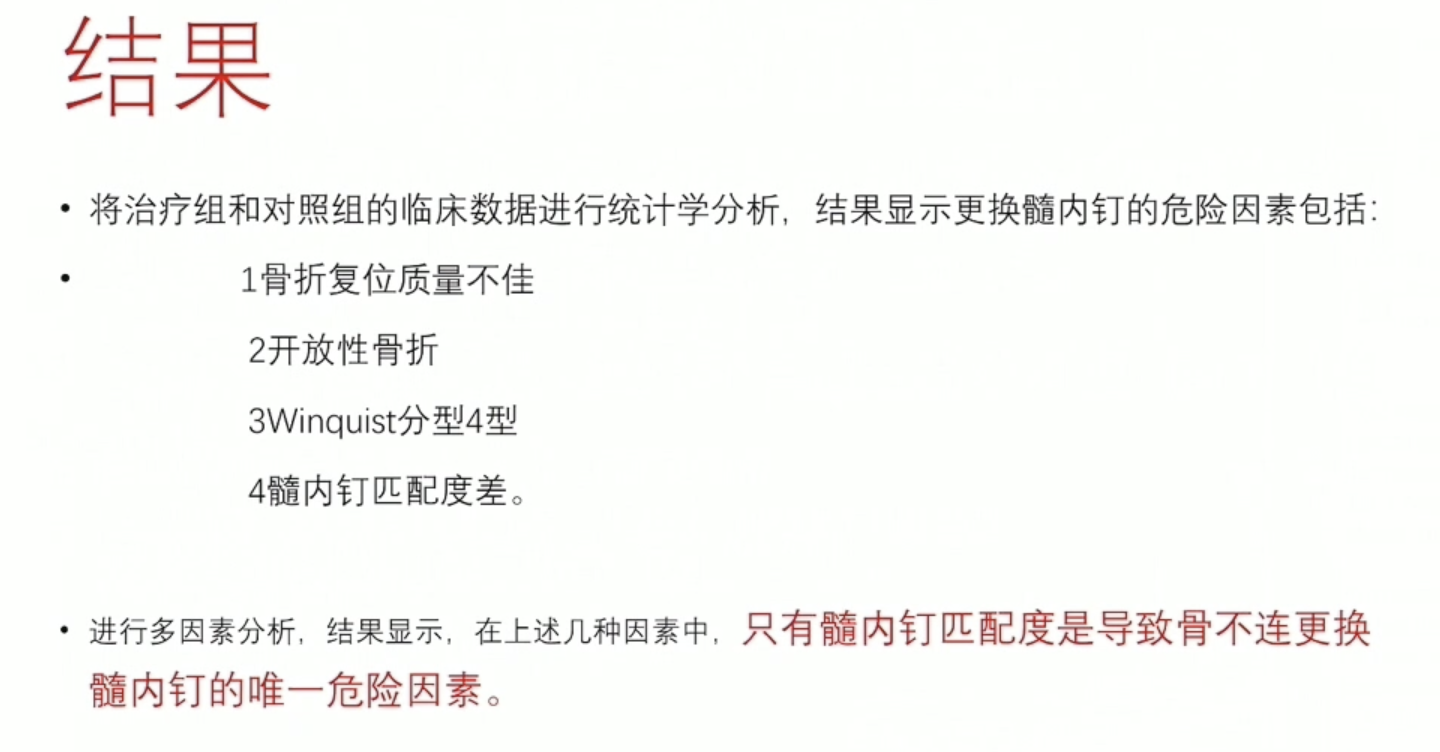 结果
• 将治疗组和对照组的临床数据进行统计学分析，结果显示更换髓内钉的危险因素包括：
• 1骨折复位质量不佳
2开放性骨折
3Winquist分型4型
4髓内钉匹配度差。
• 进行多因素分析，结果显示，在上述几种因素中，只有髓内钉匹配度是导致骨不连更换
髓内钉的唯一危险因素。